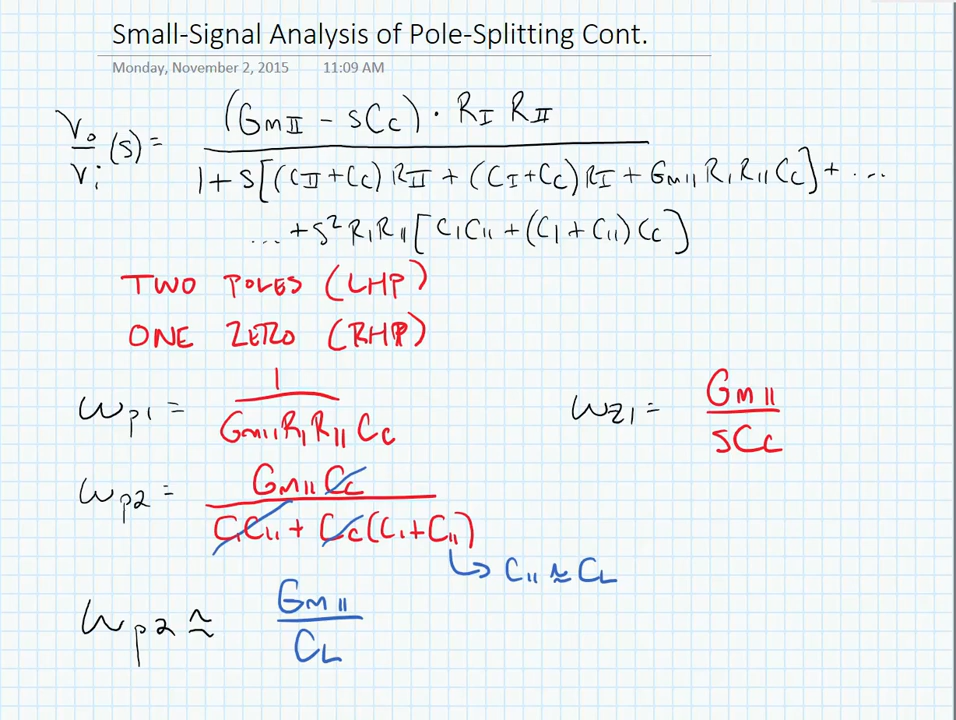 Small-Signal Analysis of Pole-Splitting Cont.
Monday, November 2, 2015 11:09 AM
Vo/Vi (s) = (GmII - sCc) · RI RII
1 + S[(CII + Cc) RII + (CI + Cc) RI + GmII RI RII Cc] + ...
... + s² RI RII [CI CII + (CI + CII) Cc]
TWO POLES (LHP)
ONE ZERO (RHP)
ωp1 = 1 / GmII RI RII Cc
ωz1 = GmII / sCc
ωp2 = GmII Cc / CI CII + Cc (CI + CII)
↳ CII ≈ CL
ωp2 ≈ GmII / CL